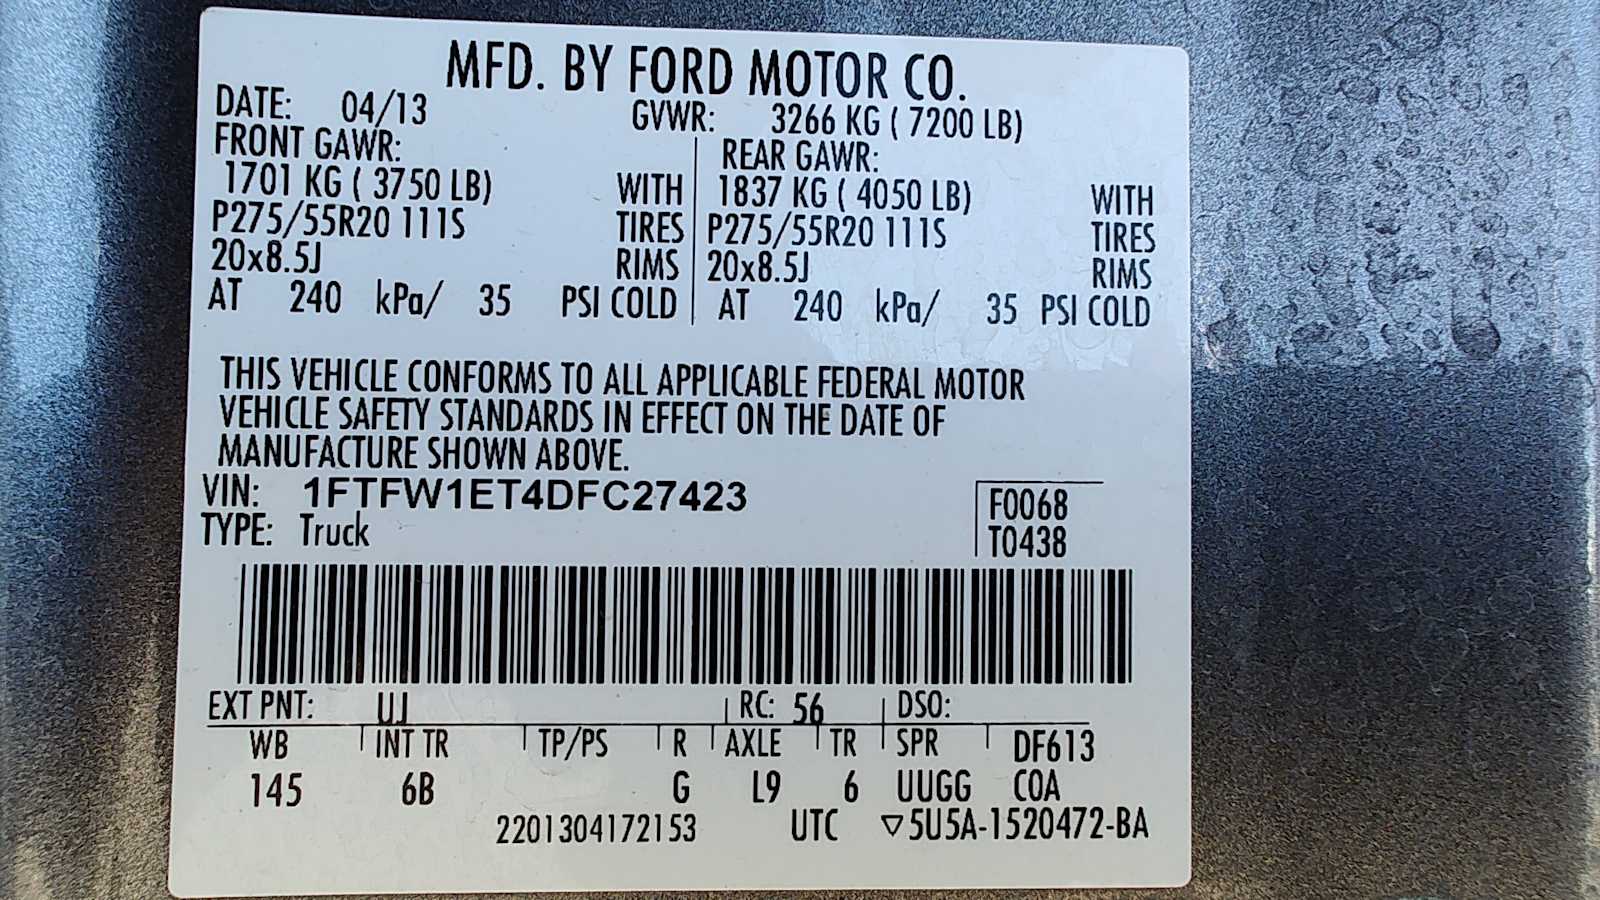 MFD. BY FORD MOTOR CO.
DATE: 04/13 GVWR: 3266 KG ( 7200 LB)
FRONT GAWR: REAR GAWR:
1701 KG ( 3750 LB) WITH 1837 KG ( 4050 LB) WITH
P275/55R20 111S TIRES P275/55R20 111S TIRES
20x8.5J RIMS 20x8.5J RIMS
AT 240 kPa/ 35 PSI COLD AT 240 kPa/ 35 PSI COLD
THIS VEHICLE CONFORMS TO ALL APPLICABLE FEDERAL MOTOR
VEHICLE SAFETY STANDARDS IN EFFECT ON THE DATE OF
MANUFACTURE SHOWN ABOVE.
VIN: 1FTFW1ET4DFC27423 F0068
TYPE: Truck T0438
EXT PNT: UJ RC: 56 DSO:
WB INT TR TP/PS R AXLE TR SPR DF613
145 6B G L9 6 UUGG COA
2201304172153 UTC ▽5U5A-1520472-BA